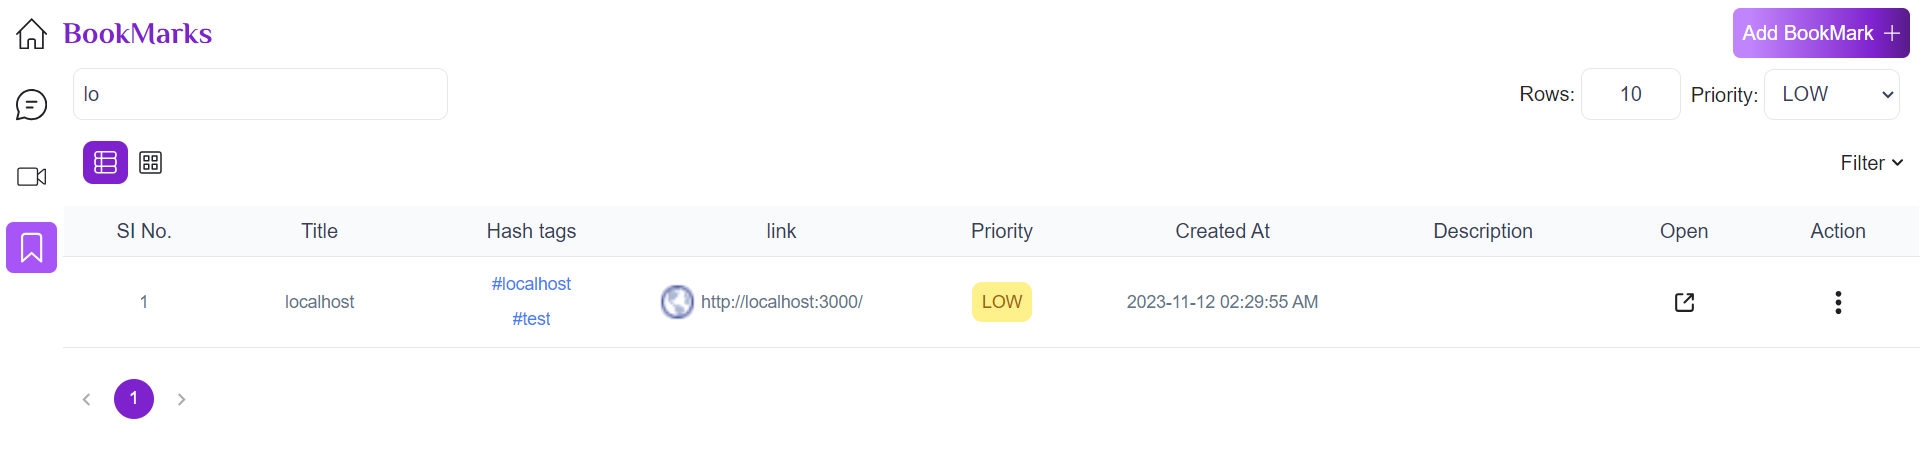 BookMarks
Add BookMark +
lo
Rows: 10 Priority: LOW
Filter
SI No. Title Hash tags link Priority Created At Description Open Action
1 localhost #localhost #test http://localhost:3000/ LOW 2023-11-12 02:29:55 AM
1